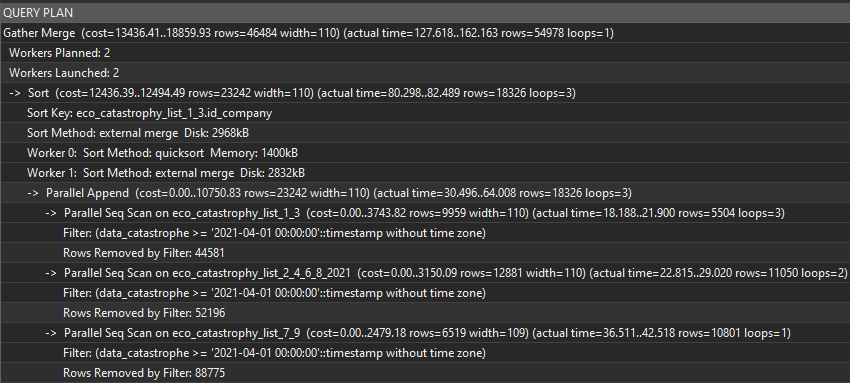 QUERY PLAN
Gather Merge (cost=13436.41..18859.93 rows=46484 width=110) (actual time=127.618..162.163 rows=54978 loops=1)
Workers Planned: 2
Workers Launched: 2
-> Sort (cost=12436.39..12494.49 rows=23242 width=110) (actual time=80.298..82.489 rows=18326 loops=3)
Sort Key: eco_catastrophy_list_1_3.id_company
Sort Method: external merge Disk: 2968kB
Worker 0: Sort Method: quicksort Memory: 1400kB
Worker 1: Sort Method: external merge Disk: 2832kB
-> Parallel Append (cost=0.00..10750.83 rows=23242 width=110) (actual time=30.496..64.008 rows=18326 loops=3)
-> Parallel Seq Scan on eco_catastrophy_list_1_3 (cost=0.00..3743.82 rows=9959 width=110) (actual time=18.188..21.900 rows=5504 loops=3)
Filter: (data_catastrophe >= '2021-04-01 00:00:00'::timestamp without time zone)
Rows Removed by Filter: 44581
-> Parallel Seq Scan on eco_catastrophy_list_2_4_6_8_2021 (cost=0.00..3150.09 rows=12881 width=110) (actual time=22.815..29.020 rows=11050 loops=2)
Filter: (data_catastrophe >= '2021-04-01 00:00:00'::timestamp without time zone)
Rows Removed by Filter: 52196
-> Parallel Seq Scan on eco_catastrophy_list_7_9 (cost=0.00..2479.18 rows=6519 width=109) (actual time=36.511..42.518 rows=10801 loops=1)
Filter: (data_catastrophe >= '2021-04-01 00:00:00'::timestamp without time zone)
Rows Removed by Filter: 88775